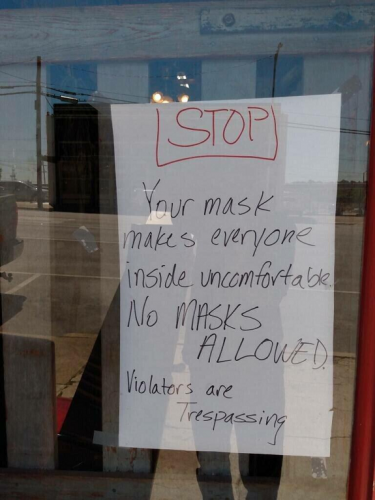 STOP
Your mask
makes everyone
inside uncomfortable.
No MASKS
ALLOWED.
Violators are
Trespassing